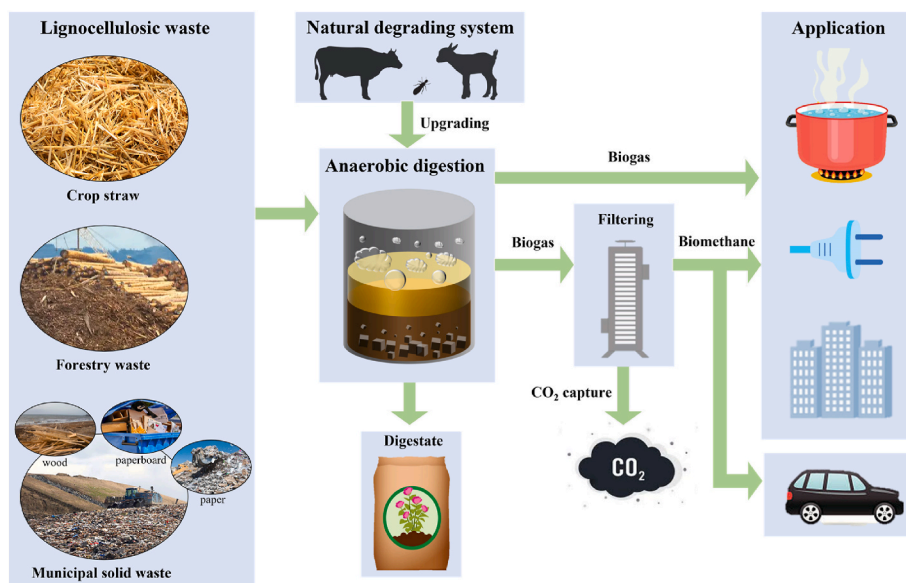 Lignocellulosic waste
Crop straw
Forestry waste
wood
paperboard
paper
Municipal solid waste
Natural degrading system
Upgrading
Anaerobic digestion
Biogas
Biogas
Filtering
Biomethane
CO₂ capture
CO₂
Digestate
Application